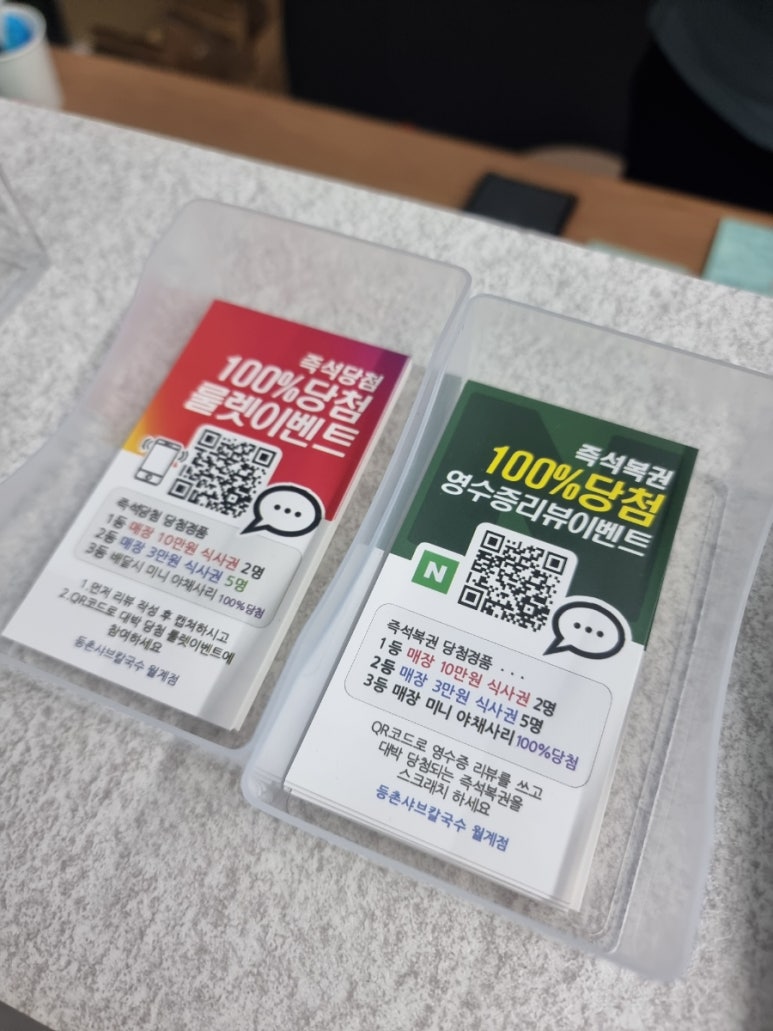 즉석당첨
100%당첨
룰렛이벤트
즉석당첨 당첨경품
1등 매장 10만원 식사권 2명
2등 매장 3만원 식사권 5명
3등 배달시 미니 야채사리 100%당첨
1.먼저 리뷰 작성 후 캡쳐하시고
2.QR코드로 대박 당첨 룰렛이벤트에
참여하세요
등촌샤브칼국수 월계점
즉석복권
100%당첨
영수증리뷰이벤트
N
즉석복권 당첨경품 . . .
1등 매장 10만원 식사권 2명
2등 매장 3만원 식사권 5명
3등 매장 미니 야채사리 100%당첨
QR코드로 영수증 리뷰를 쓰고
대박 당첨되는 즉석복권을
스크래치 하세요
등촌샤브칼국수 월계점